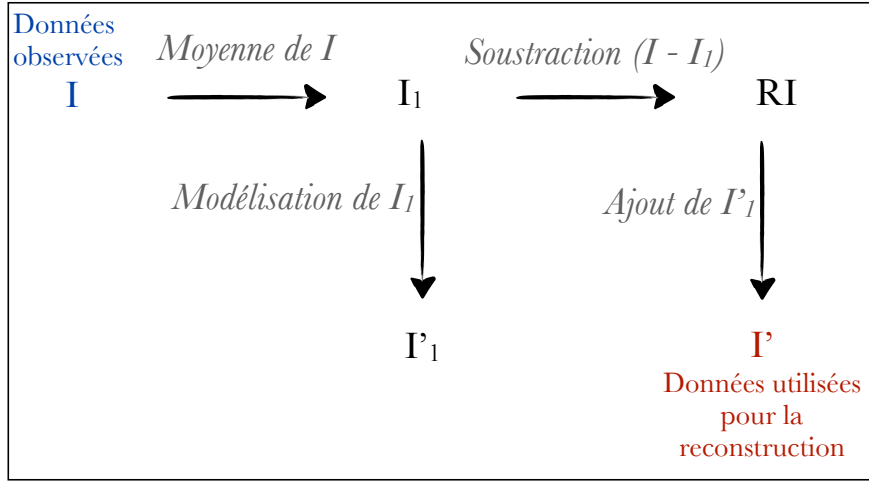 Données
observées
Moyenne de I
Soustraction (I - I₁)
I
I₁
RI
Modélisation de I₁
Ajout de I'₁
I'₁
I'
Données utilisées
pour la
reconstruction